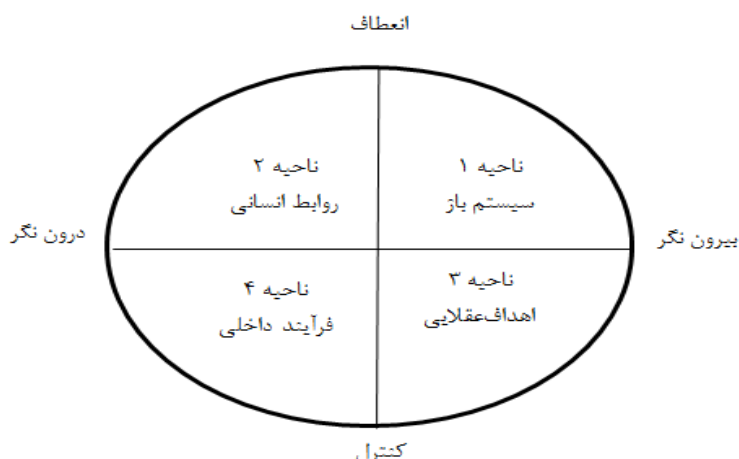 انعطاف
ناحیه ۱
سیستم باز
ناحیه ۲
روابط انسانی
بیرون نگر
درون نگر
ناحیه ۳
اهداف‌عقلایی
ناحیه ۴
فرآیند داخلی
کنترل